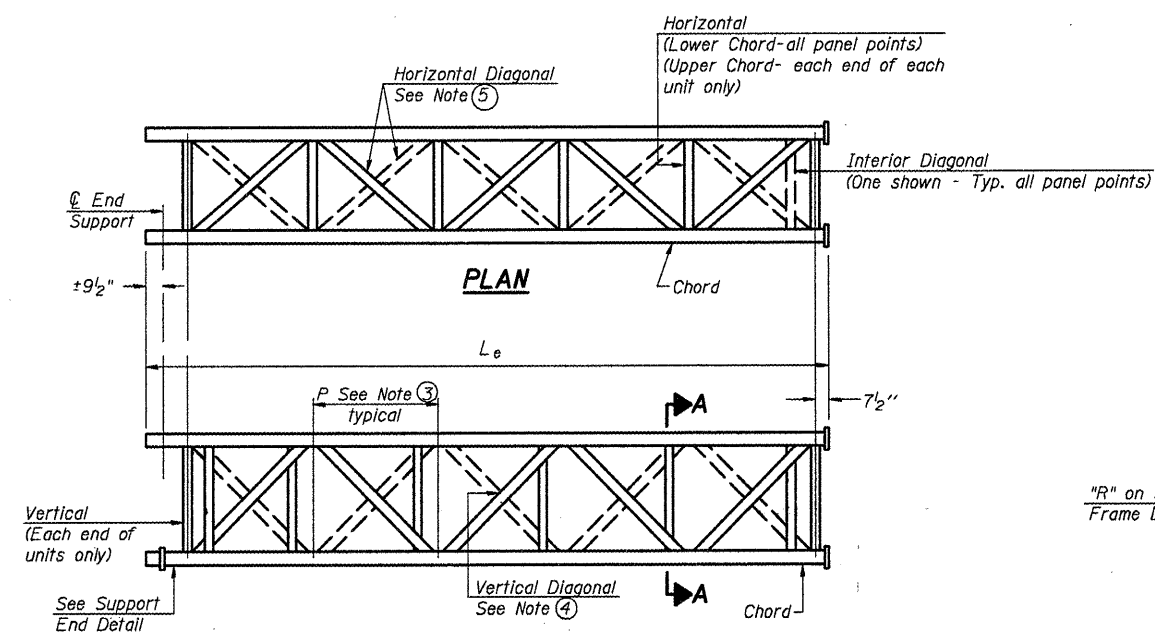 Horizontal
(Lower Chord-all panel points)
(Upper Chord- each end of each
unit only)
Horizontal Diagonal
See Note 5
Interior Diagonal
(One shown - Typ. all panel points)
℄ End
Support
±9½"
PLAN
Chord
Le
P See Note 3
typical
A
7½"
Vertical
(Each end of
units only)
"R" on
Frame
See Support
End Detail
Vertical Diagonal
See Note 4
A
Chord